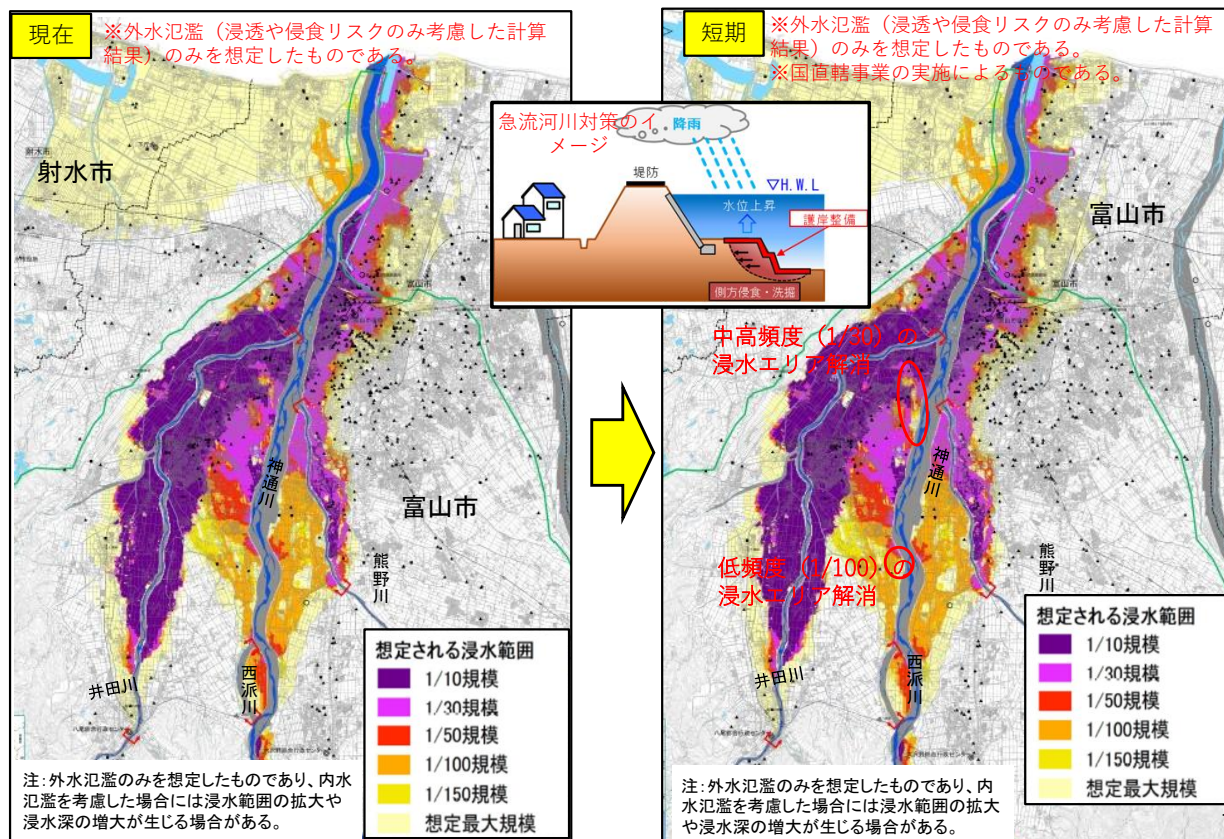 現在
※外水氾濫（浸透や侵食リスクのみ考慮した計算
結果）のみを想定したものである。
射水市
射水市
富山市
神通川
富山市
熊野川
井田川
西派川
想定される浸水範囲
1/10規模
1/30規模
1/50規模
1/100規模
1/150規模
想定最大規模
注：外水氾濫のみを想定したものであり、内水
氾濫を考慮した場合には浸水範囲の拡大や
浸水深の増大が生じる場合がある。
急流河川対策のイ
メージ
降雨
堤防
▽H.W.L
水位上昇
護岸整備
側方侵食・洗掘
短期
※外水氾濫（浸透や侵食リスクのみ考慮した計算
結果）のみを想定したものである。
※国直轄事業の実施によるものである。
富山市
富山市
中高頻度（1/30）の
浸水エリア解消
神通川
低頻度（1/100）の
浸水エリア解消
熊野川
井田川
西派川
想定される浸水範囲
1/10規模
1/30規模
1/50規模
1/100規模
1/150規模
想定最大規模
注：外水氾濫のみを想定したものであり、内
水氾濫を考慮した場合には浸水範囲の拡大
や浸水深の増大が生じる場合がある。